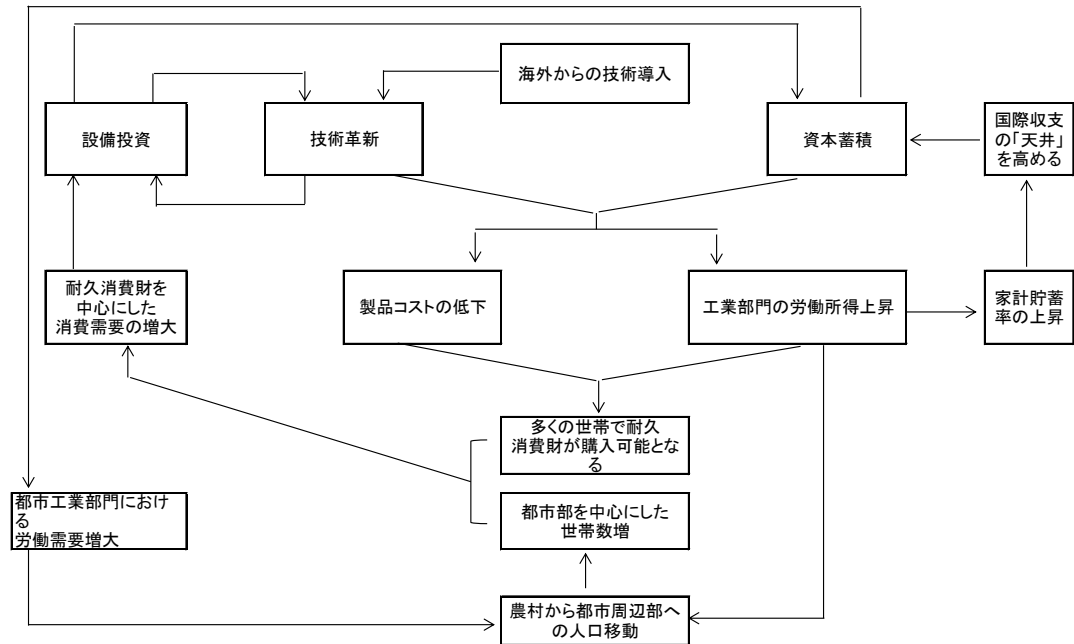 海外からの技術導入
設備投資
技術革新
資本蓄積
国際収支
の「天井」
を高める
耐久消費財を
中心にした
消費需要の増大
製品コストの低下
工業部門の労働所得上昇
家計貯蓄
率の上昇
多くの世帯で耐久
消費財が購入可能とな
る
都市工業部門におけ
る
労働需要増大
都市部を中心にした
世帯数増
農村から都市周辺部へ
の人口移動